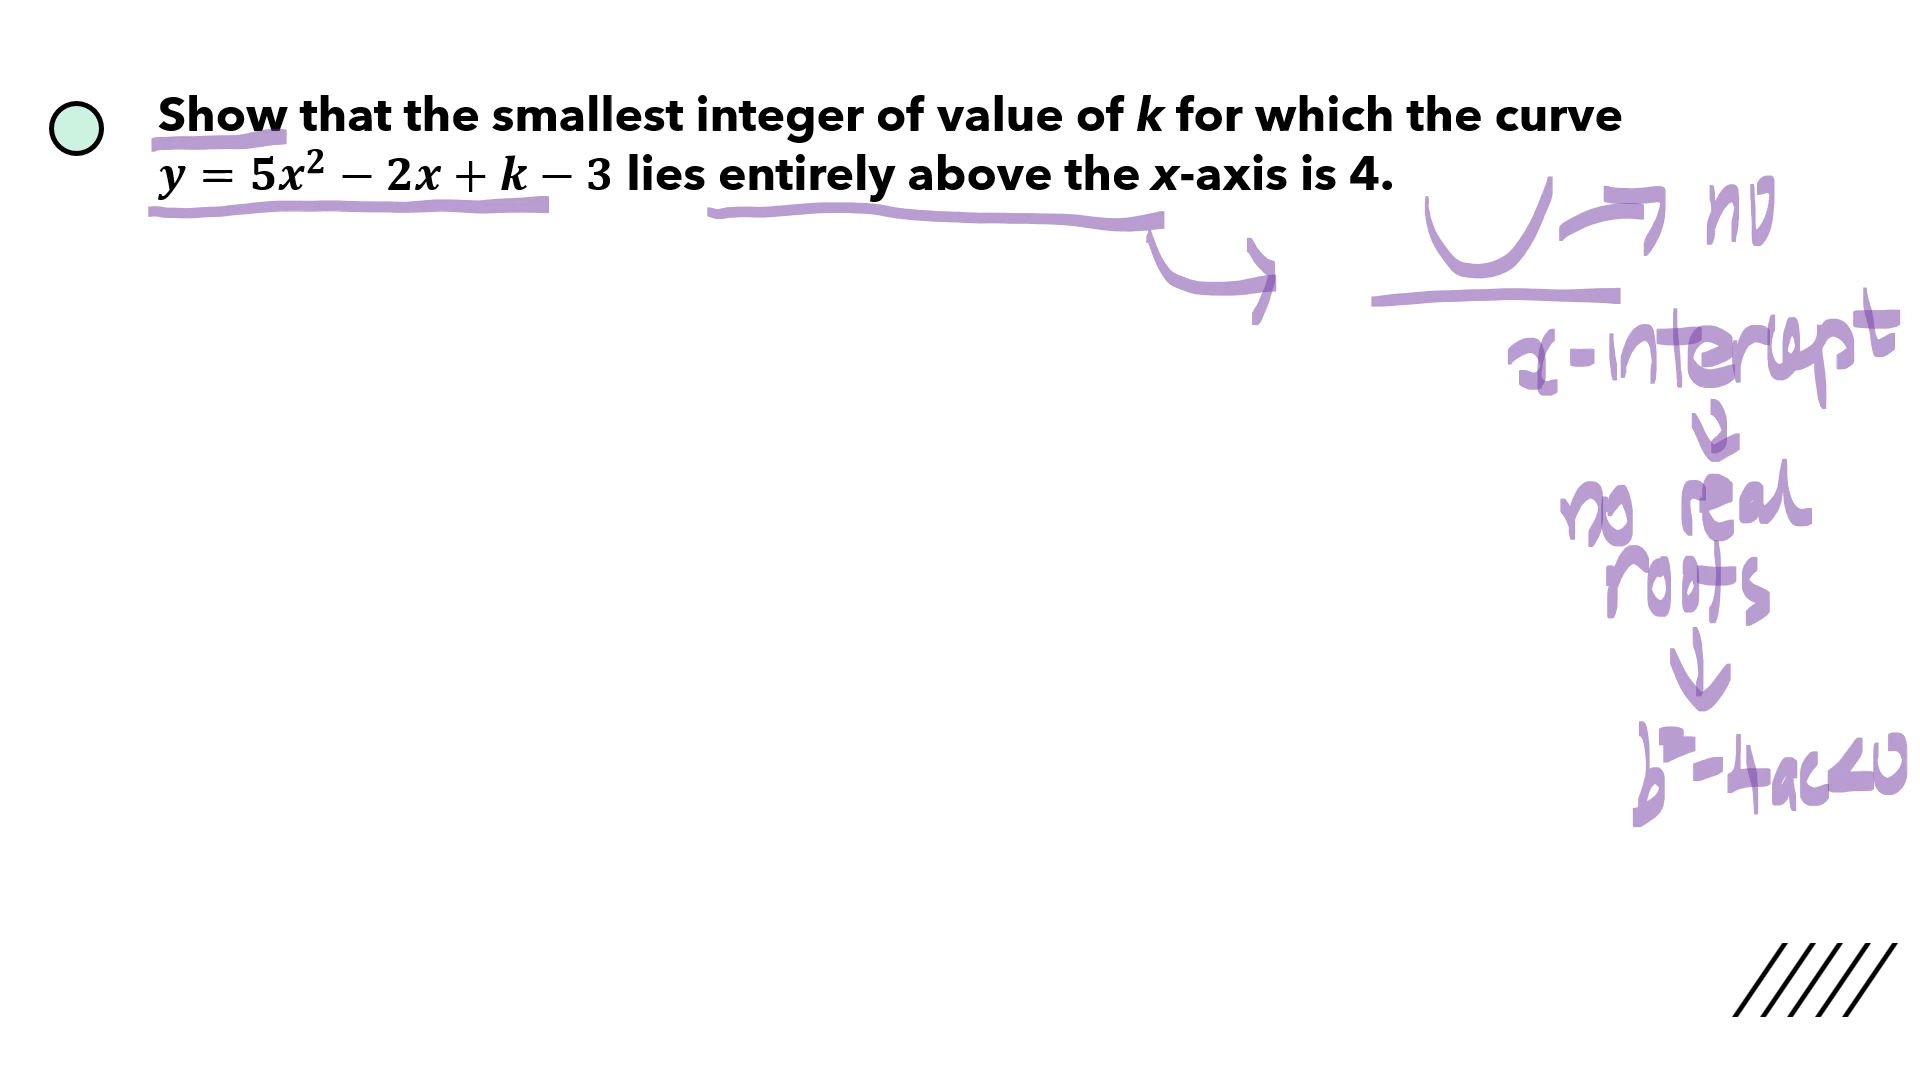 Show that the smallest integer of value of k for which the curve
y = 5x² − 2x + k − 3 lies entirely above the x-axis is 4.
no
x-intercept
no real
roots
b²-4ac<0